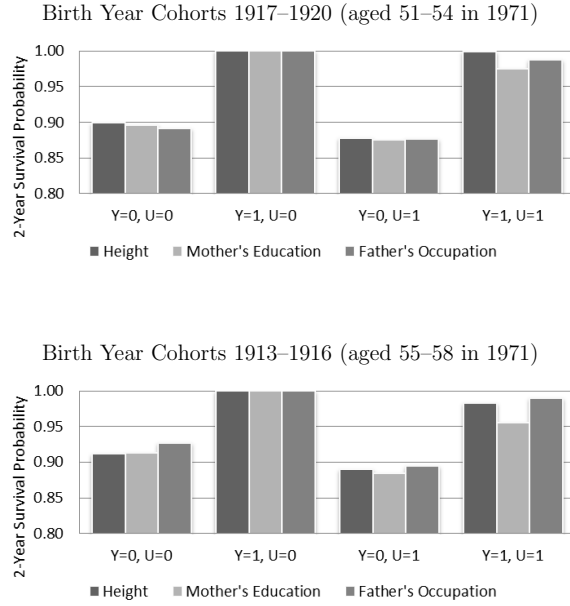 Birth Year Cohorts 1917–1920 (aged 51–54 in 1971)
2-Year Survival Probability
1.00
0.95
0.90
0.85
0.80
Y=0, U=0 Y=1, U=0 Y=0, U=1 Y=1, U=1
Height Mother's Education Father's Occupation
Birth Year Cohorts 1913–1916 (aged 55–58 in 1971)
2-Year Survival Probability
1.00
0.95
0.90
0.85
0.80
Y=0, U=0 Y=1, U=0 Y=0, U=1 Y=1, U=1
Height Mother's Education Father's Occupation